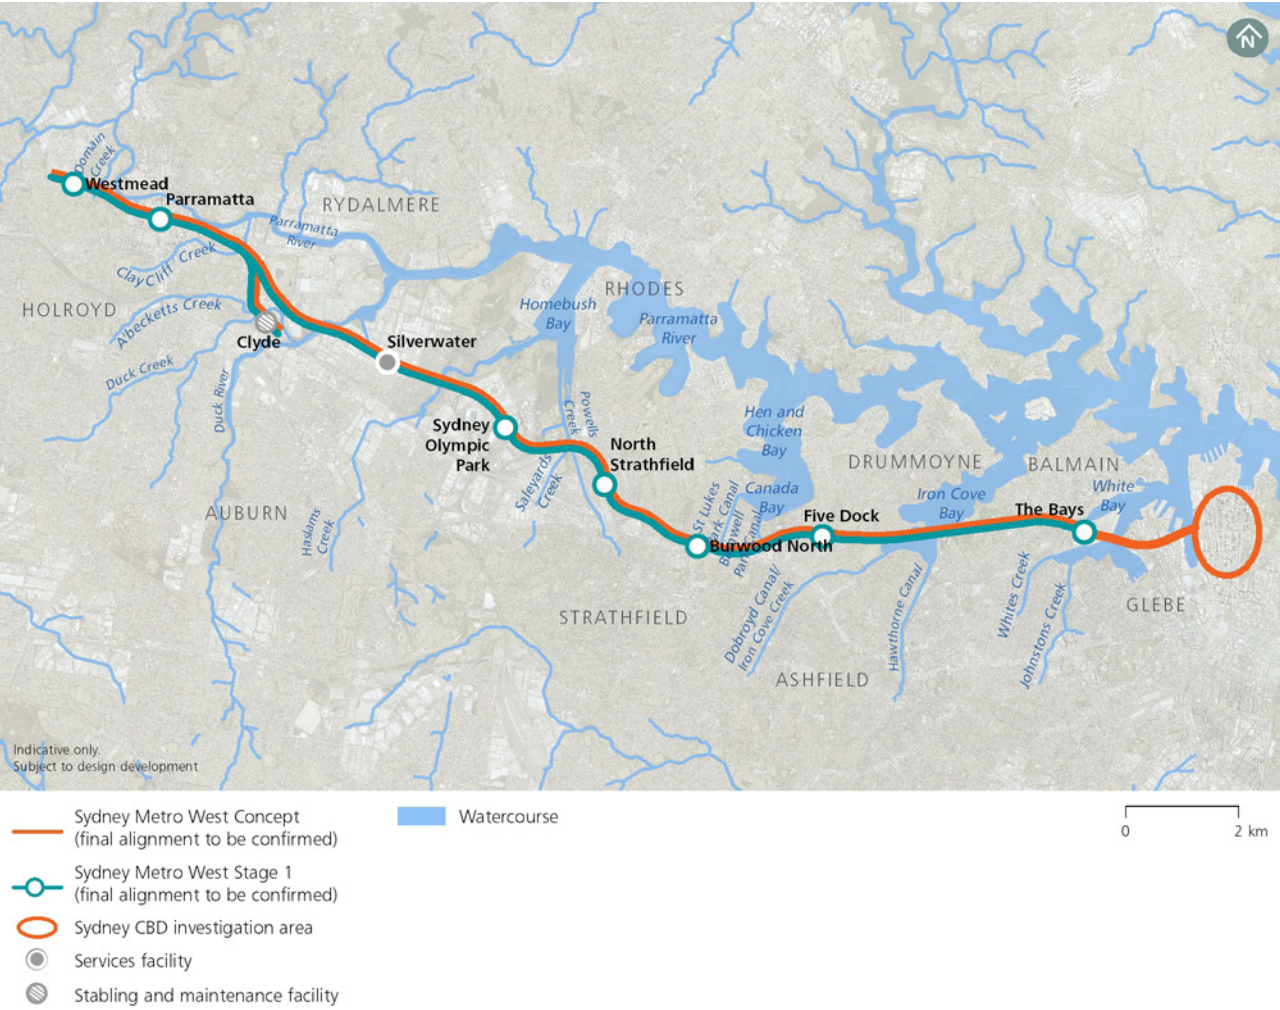 N
Domain
Creek
Westmead
Parramatta
RYDALMERE
Parramatta
River
Clay Cliff Creek
HOLROYD
A'becketts Creek
Clyde
Duck Creek
Duck River
Silverwater
Homebush
Bay
RHODES
Parramatta
River
Powells
Creek
Sydney
Olympic
Park
North
Strathfield
Saleyards
Creek
Hen and
Chicken
Bay
DRUMMOYNE
BALMAIN
White
Bay
Canada
Bay
Iron Cove
Bay
AUBURN
Haslams
Creek
St Lukes
Park Canal
Canal
Five Dock
The Bays
Burwood North
STRATHFIELD
Dobroyd Canal/
Iron Cove Creek
Hawthorne Canal
Whites Creek
Johnstons Creek
GLEBE
ASHFIELD
Indicative only.
Subject to design development
Sydney Metro West Concept
(final alignment to be confirmed)
Sydney Metro West Stage 1
(final alignment to be confirmed)
Sydney CBD investigation area
Services facility
Stabling and maintenance facility
Watercourse
0 2 km